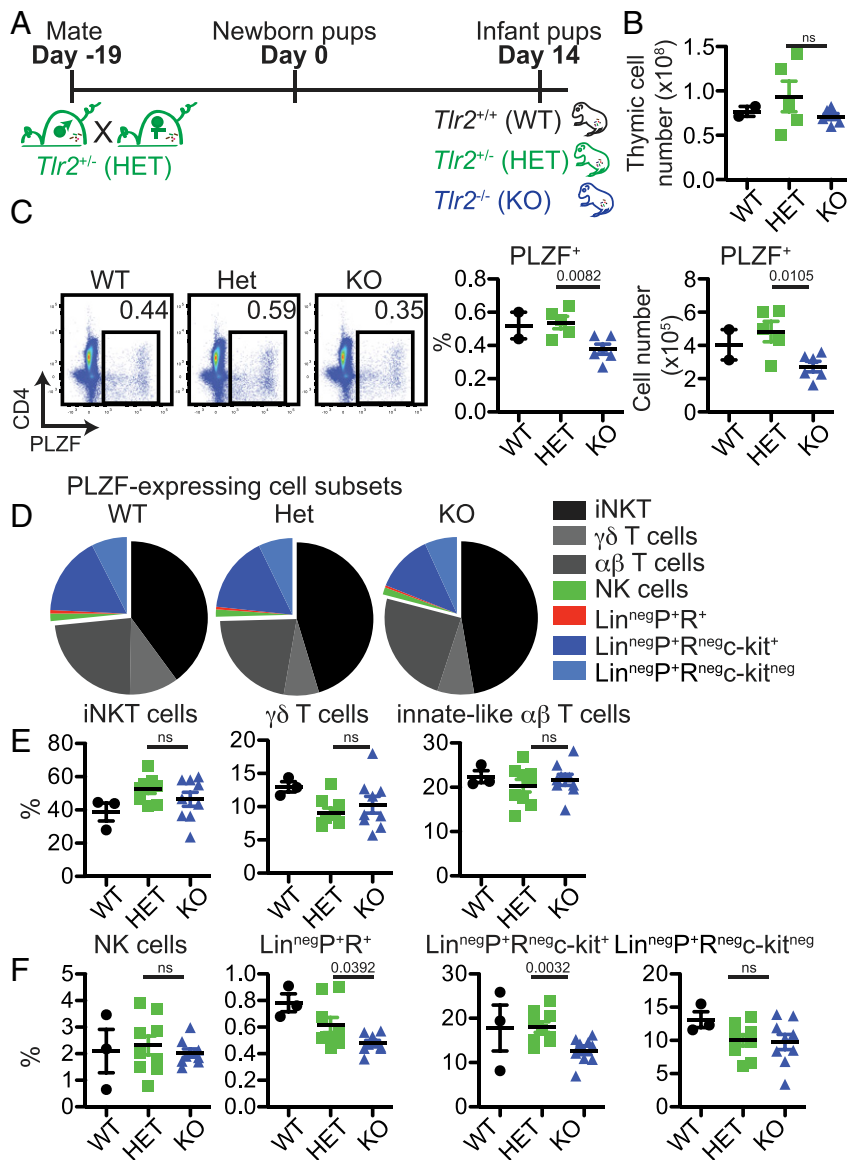 A
Mate
Day -19
Newborn pups
Day 0
Infant pups
Day 14
X
Tlr2+/- (HET)
Tlr2+/+ (WT)
Tlr2+/- (HET)
Tlr2-/- (KO)
B
Thymic cell
number (x10⁸)
1.5
1.0
0.5
0.0
ns
WT
HET
KO
C
WT
Het
KO
0.44
0.59
0.35
CD4
PLZF
PLZF⁺
%
0.8
0.6
0.4
0.2
0.0
0.0082
WT
HET
KO
PLZF⁺
Cell number
(x10⁵)
8
6
4
2
0
0.0105
WT
HET
KO
PLZF-expressing cell subsets
D
WT
Het
KO
iNKT
γδ T cells
αβ T cells
NK cells
LinnegP⁺R⁺
LinnegP⁺Rnegc-kit⁺
LinnegP⁺Rnegc-kitneg
E
iNKT cells
%
80
60
40
20
0
ns
WT
HET
KO
γδ T cells
20
15
10
5
0
ns
WT
HET
KO
innate-like αβ T cells
30
20
10
0
ns
WT
HET
KO
F
NK cells
%
5
4
3
2
1
0
ns
WT
HET
KO
LinnegP⁺R⁺
1.0
0.8
0.6
0.4
0.2
0.0
0.0392
WT
HET
KO
LinnegP⁺Rnegc-kit⁺
30
20
10
0
0.0032
WT
HET
KO
LinnegP⁺Rnegc-kitneg
20
15
10
5
0
ns
WT
HET
KO